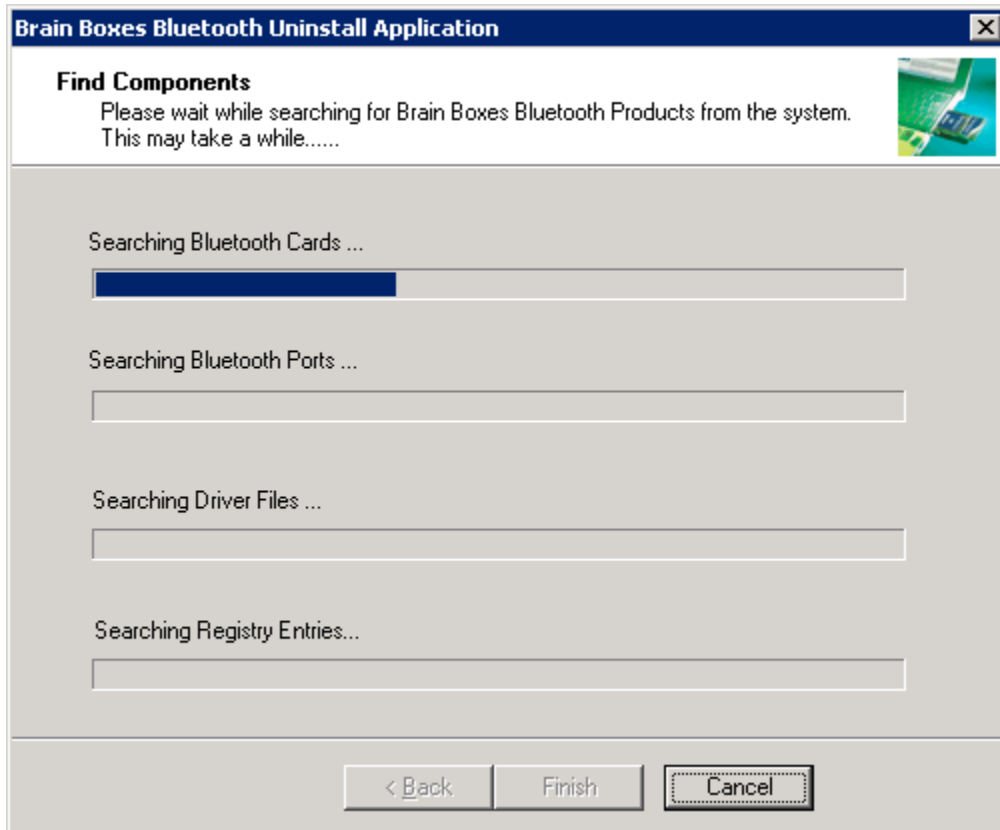 Brain Boxes Bluetooth Uninstall Application
Find Components
Please wait while searching for Brain Boxes Bluetooth Products from the system.
This may take a while......
Searching Bluetooth Cards ...
Searching Bluetooth Ports ...
Searching Driver Files ...
Searching Registry Entries...
< Back
Finish
Cancel